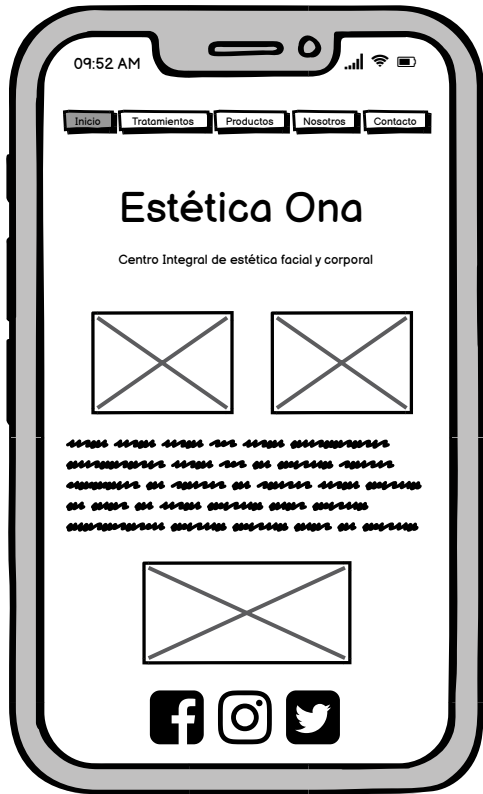 09:52 AM
Inicio Tratamientos Productos Nosotros Contacto
Estética Ona
Centro Integral de estética facial y corporal